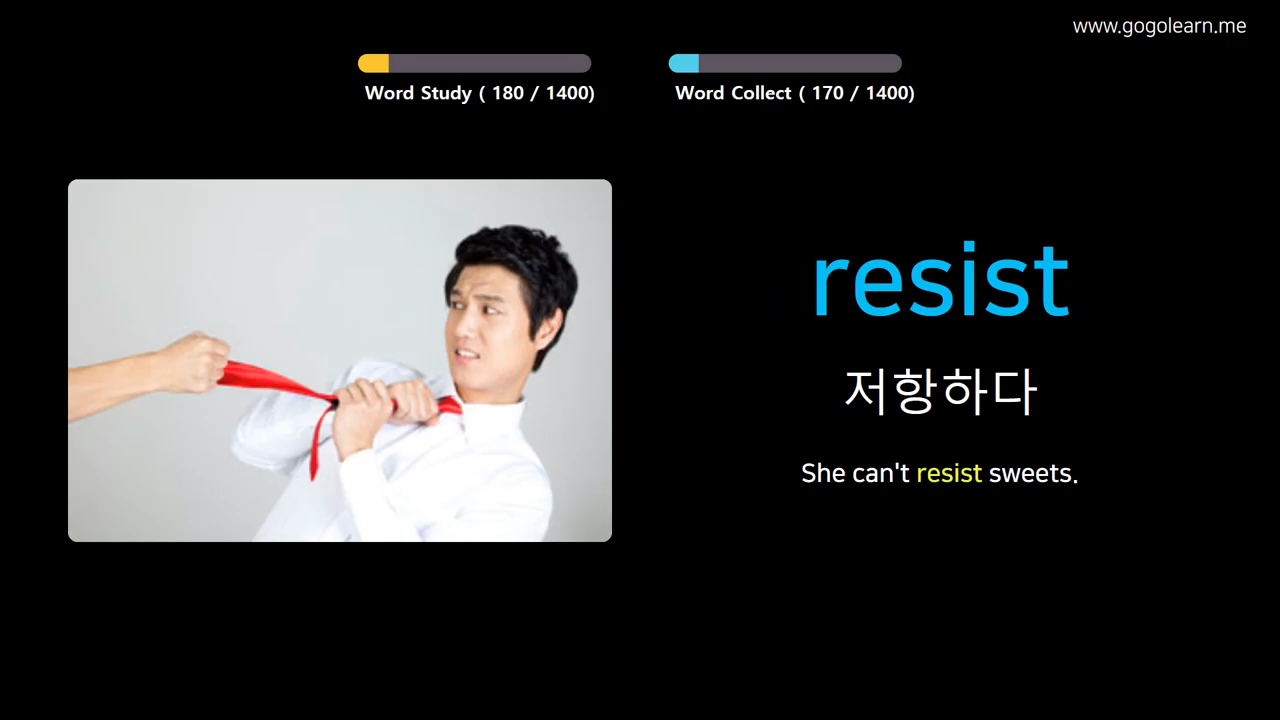 www.gogolearn.me
Word Study ( 180 / 1400)
Word Collect ( 170 / 1400)
resist
저항하다
She can't resist sweets.